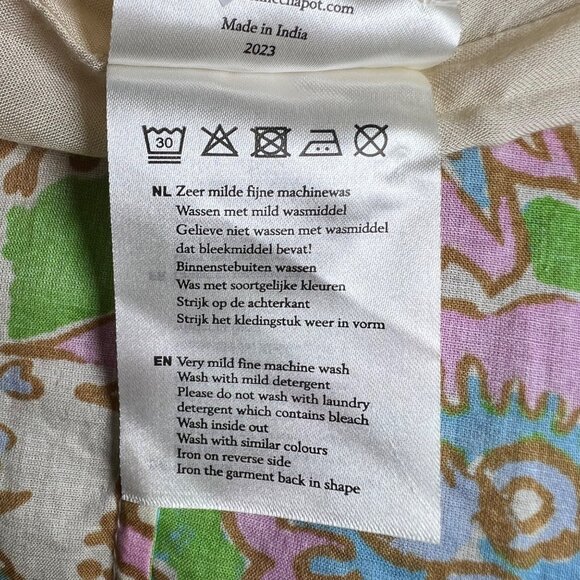 Made in India
2023
30
NL Zeer milde fijne machinewas
Wassen met mild wasmiddel
Gelieve niet wassen met wasmiddel
dat bleekmiddel bevat!
Binnenstebuiten wassen
Was met soortgelijke kleuren
Strijk op de achterkant
Strijk het kledingstuk weer in vorm
EN Very mild fine machine wash
Wash with mild detergent
Please do not wash with laundry
detergent which contains bleach
Wash inside out
Wash with similar colours
Iron on reverse side
Iron the garment back in shape